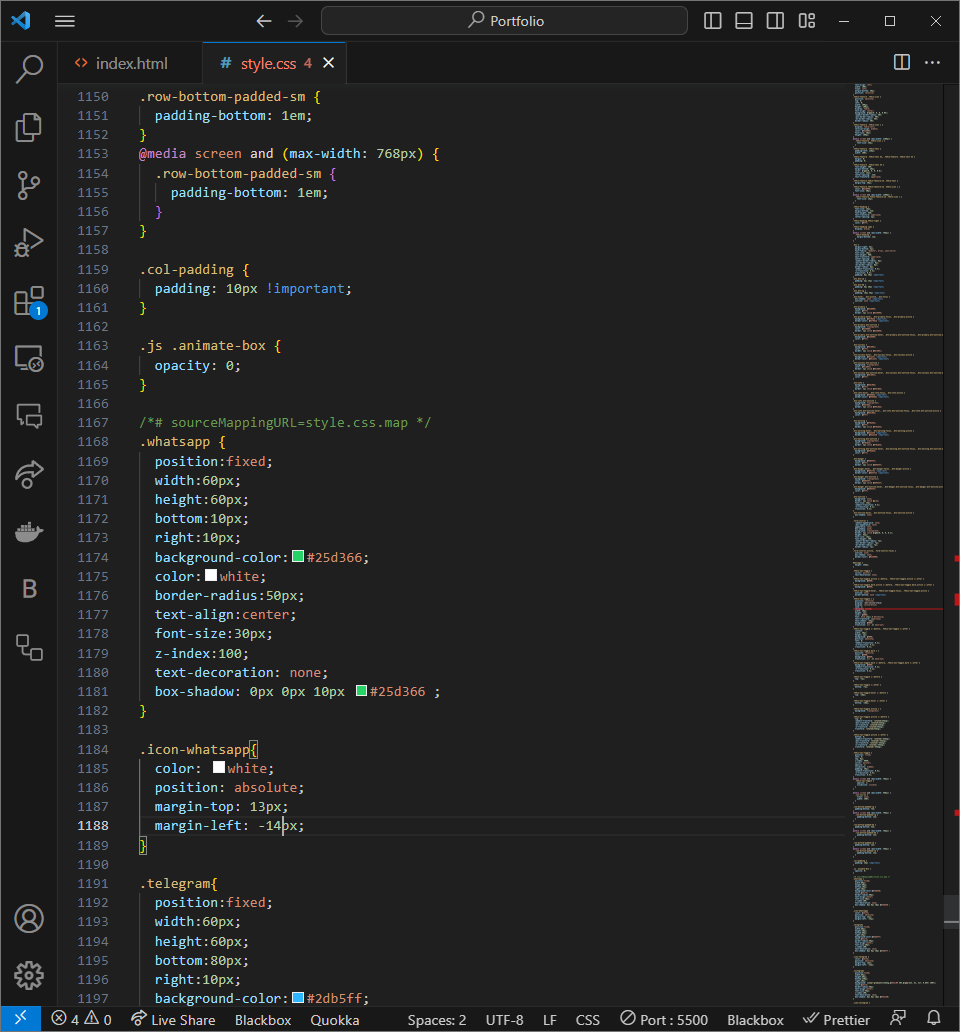 Portfolio
index.html
# style.css 4
1150 .row-bottom-padded-sm {
1151 padding-bottom: 1em;
1152 }
1153 @media screen and (max-width: 768px) {
1154 .row-bottom-padded-sm {
1155 padding-bottom: 1em;
1156 }
1157 }
1158
1159 .col-padding {
1160 padding: 10px !important;
1161 }
1162
1163 .js .animate-box {
1164 opacity: 0;
1165 }
1166
1167 /*# sourceMappingURL=style.css.map */
1168 .whatsapp {
1169 position:fixed;
1170 width:60px;
1171 height:60px;
1172 bottom:10px;
1173 right:10px;
1174 background-color:#25d366;
1175 color:white;
1176 border-radius:50px;
1177 text-align:center;
1178 font-size:30px;
1179 z-index:100;
1180 text-decoration: none;
1181 box-shadow: 0px 0px 10px #25d366 ;
1182 }
1183
1184 .icon-whatsapp{
1185 color: white;
1186 position: absolute;
1187 margin-top: 13px;
1188 margin-left: -14px;
1189 }
1190
1191 .telegram{
1192 position:fixed;
1193 width:60px;
1194 height:60px;
1195 bottom:80px;
1196 right:10px;
1197 background-color:#2db5ff;
1
B
4 0 Live Share Blackbox Quokka Spaces: 2 UTF-8 LF CSS Port : 5500 Blackbox Prettier